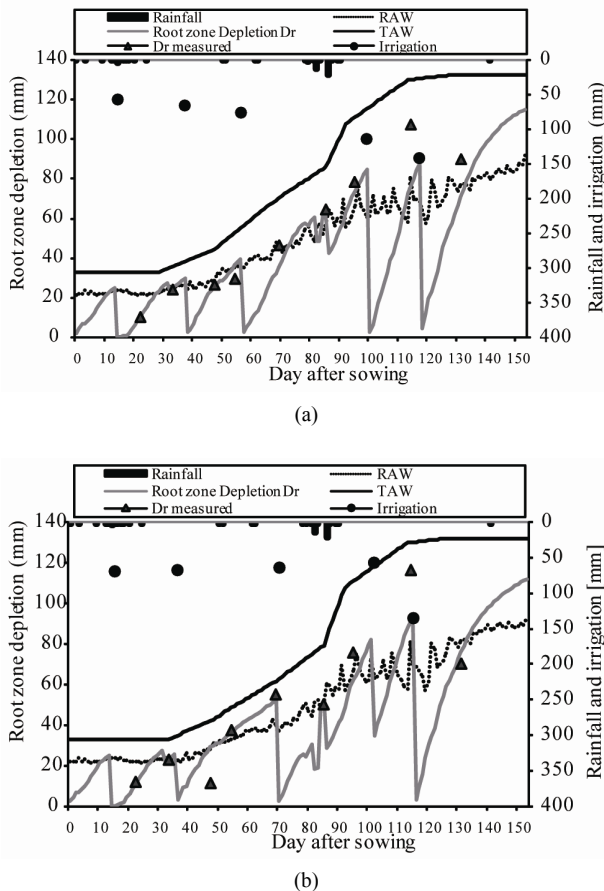 Rainfall RAW
Root zone Depletion Dr TAW
Dr measured Irrigation
140 0
120 50
100 100
80 150
60 200
40 250
20 300
0 350
400
Root zone depletion (mm)
Rainfall and irrigation (mm)
0 10 20 30 40 50 60 70 80 90 100 110 120 130 140 150
Day after sowing
(a)
Rainfall RAW
Root zone Depletion Dr TAW
Dr measured Irrigation
140 0
120 50
100 100
80 150
60 200
40 250
20 300
0 350
400
Root zone depletion (mm)
Rainfall and irrigation [mm]
0 10 20 30 40 50 60 70 80 90 100 110 120 130 140 150
Day after sowing
(b)